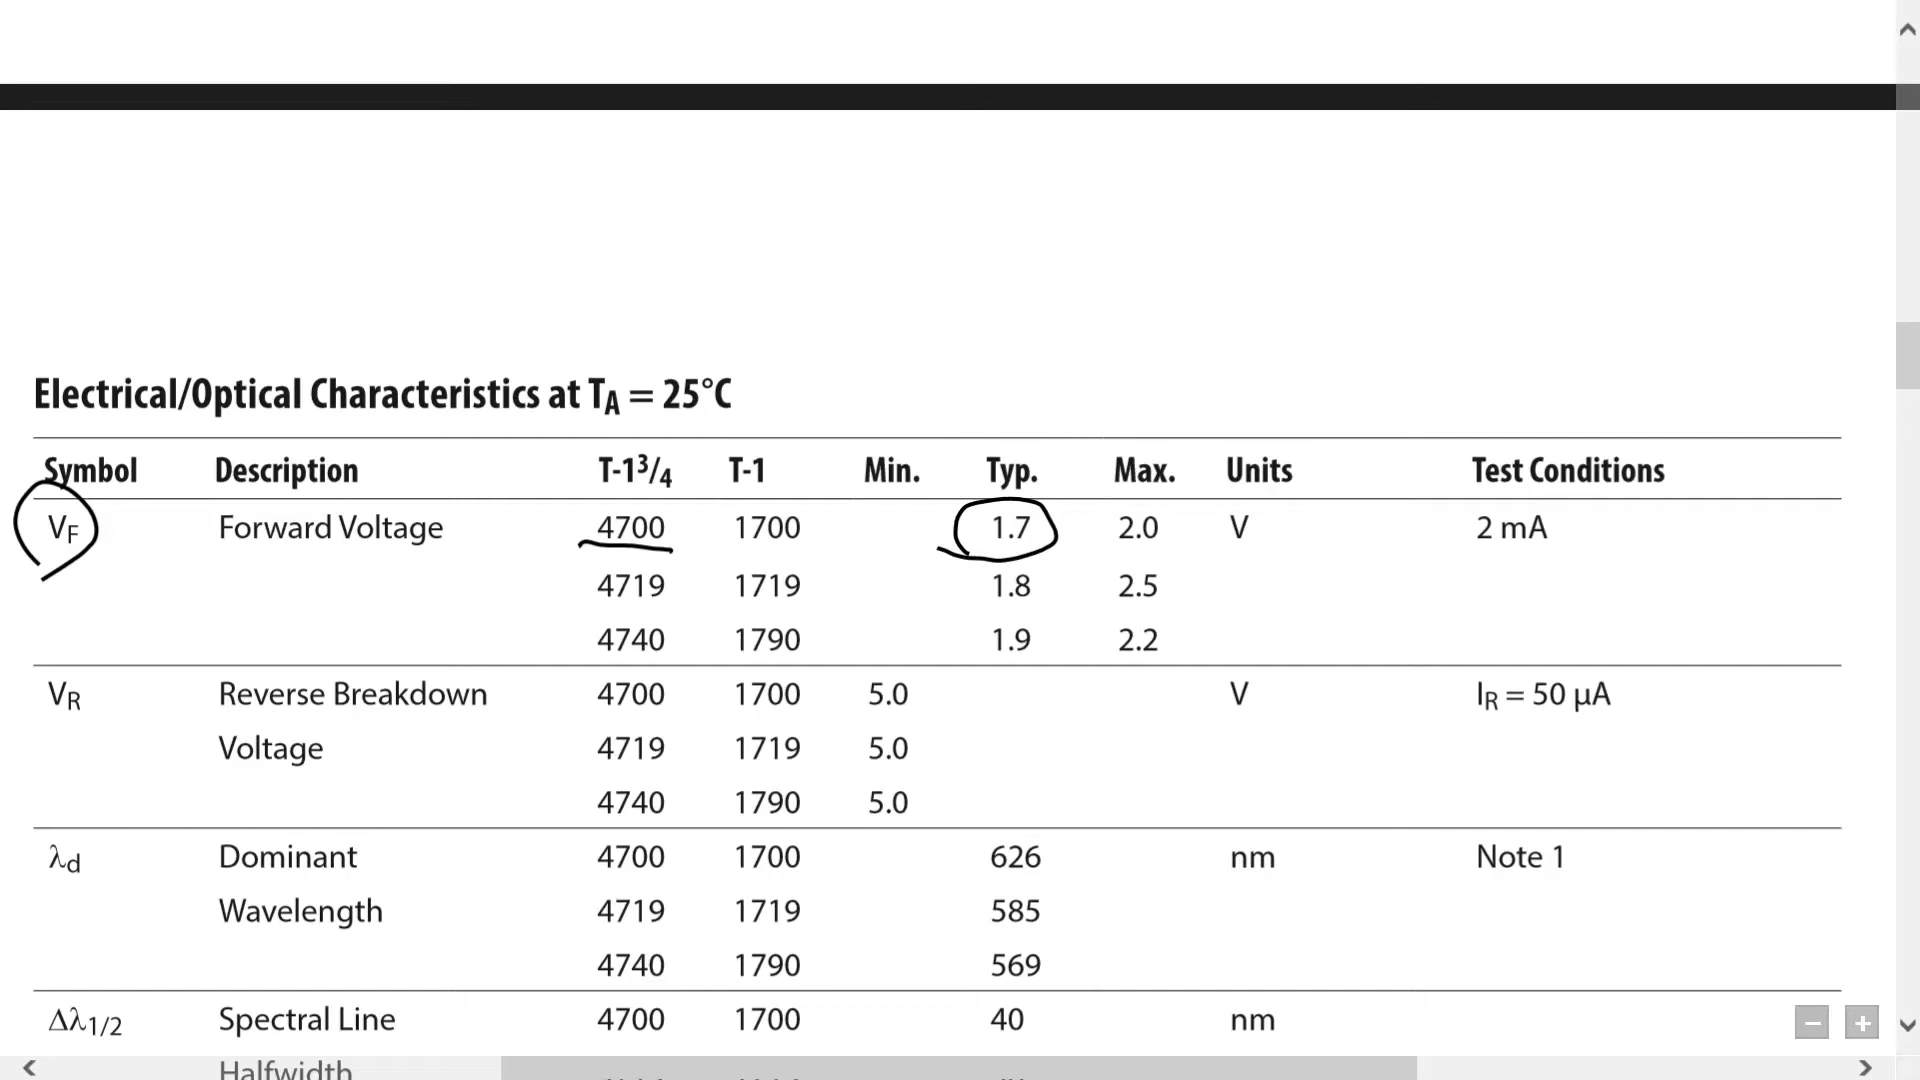 Electrical/Optical Characteristics at TA = 25°C
Symbol Description T-1 3/4 T-1 Min. Typ. Max. Units Test Conditions
VF Forward Voltage 4700 1700 1.7 2.0 V 2 mA
4719 1719 1.8 2.5
4740 1790 1.9 2.2
VR Reverse Breakdown 4700 1700 5.0 V IR = 50 µA
Voltage 4719 1719 5.0
4740 1790 5.0
λd Dominant 4700 1700 626 nm Note 1
Wavelength 4719 1719 585
4740 1790 569
Δλ1/2 Spectral Line 4700 1700 40 nm
Halfwidth